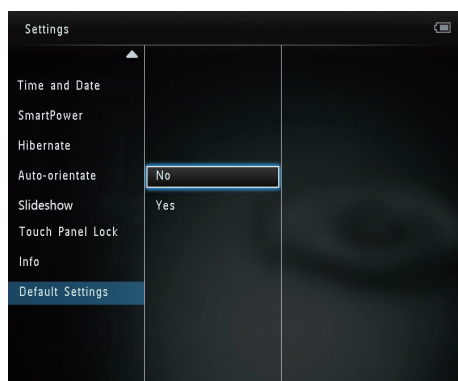 Settings
Time and Date
SmartPower
Hibernate
Auto-orientate
No
Slideshow
Yes
Touch Panel Lock
Info
Default Settings